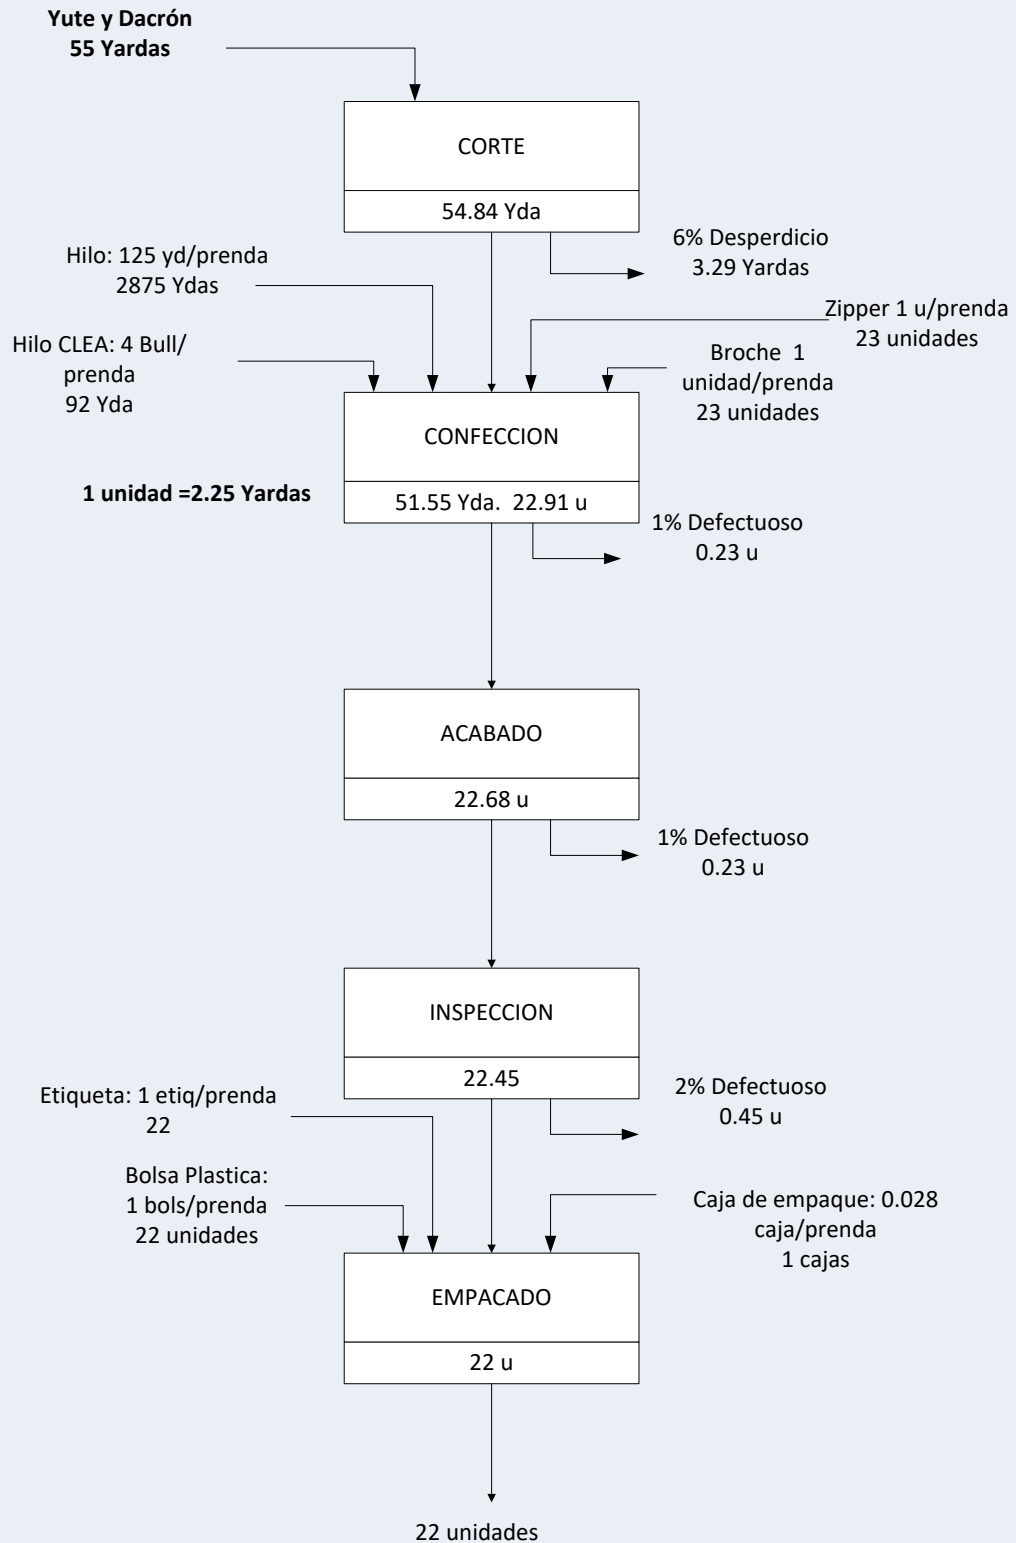 Yute y Dacrón
55 Yardas
CORTE
54.84 Yda
6% Desperdicio
3.29 Yardas
Hilo: 125 yd/prenda
2875 Ydas
Zipper 1 u/prenda
23 unidades
Hilo CLEA: 4 Bull/
prenda
92 Yda
Broche 1
unidad/prenda
23 unidades
CONFECCION
1 unidad =2.25 Yardas
51.55 Yda. 22.91 u
1% Defectuoso
0.23 u
ACABADO
22.68 u
1% Defectuoso
0.23 u
INSPECCION
22.45
2% Defectuoso
0.45 u
Etiqueta: 1 etiq/prenda
22
Bolsa Plastica:
1 bols/prenda
22 unidades
Caja de empaque: 0.028
caja/prenda
1 cajas
EMPACADO
22 u
22 unidades